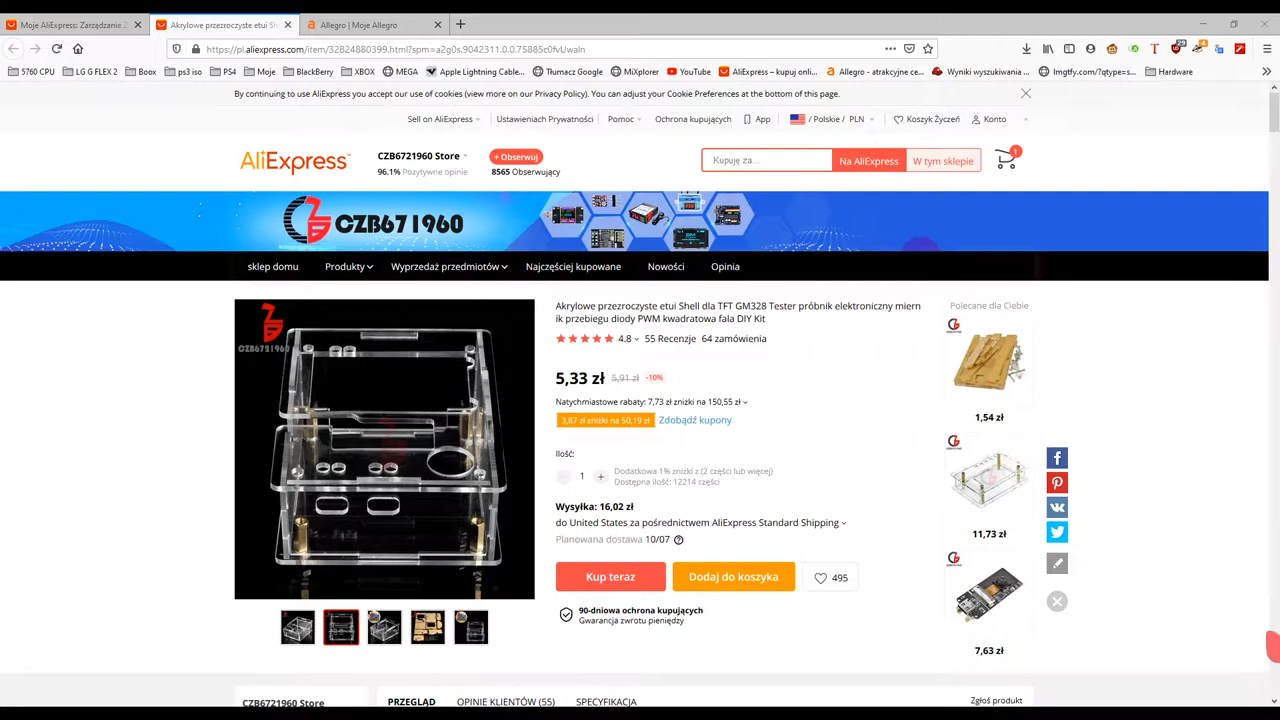 Moje AliExpress: Zarządzanie Z
Akrylowe przezroczyste etui Sh
Allegro | Moje Allegro
https://pl.aliexpress.com/item/32824880399.html?spm=a2g0s.9042311.0.0.75885c0fvUwaIn
29
4
5760 CPU
LG G FLEX 2
Boox
ps3 iso
PS4
Moje
BlackBerry
XBOX
MEGA
Apple Lightning Cable...
Tłumacz Google
MiXplorer
YouTube
AliExpress – kupuj onli...
Allegro - atrakcyjne ce...
Wyniki wyszukiwania ...
lmgtfy.com/?qtype=s...
Hardware
By continuing to use AliExpress you accept our use of cookies (view more on our Privacy Policy). You can adjust your Cookie Preferences at the bottom of this page.
Sell on AliExpress
Ustawieniach Prywatności
Pomoc
Ochrona kupujących
App
/ Polskie / PLN
Koszyk Życzeń
Konto
AliExpress
CZB6721960 Store
96.1% Pozytywne opinie
+ Obserwuj
8565 Obserwujący
Kupuję za...
Na AliExpress
W tym sklepie
1
CZB671960
sklep domu
Produkty
Wyprzedaż przedmiotów
Najczęściej kupowane
Nowości
Opinia
CZB6721960
Akrylowe przezroczyste etui Shell dla TFT GM328 Tester próbnik elektroniczny miern
ik przebiegu diody PWM kwadratowa fala DIY Kit
4.8
55 Recenzje
64 zamówienia
5,33 zł
5,91 zł
-10%
Natychmiastowe rabaty: 7,73 zł zniżki na 150,55 zł
3,87 zł zniżki na 50,19 zł
Zdobądź kupony
Ilość:
1
Dodatkowa 1% zniżki z (2 części lub więcej)
Dostępna ilość: 12214 części
Wysyłka: 16,02 zł
do United States za pośrednictwem AliExpress Standard Shipping
Planowana dostawa 10/07
Kup teraz
Dodaj do koszyka
495
90-dniowa ochrona kupujących
Gwarancja zwrotu pieniędzy
Polecane dla Ciebie
1,54 zł
11,73 zł
7,63 zł
CZB6721960 Store
PRZEGLĄD
OPINIE KLIENTÓW (55)
SPECYFIKACJA
Zgłoś produkt